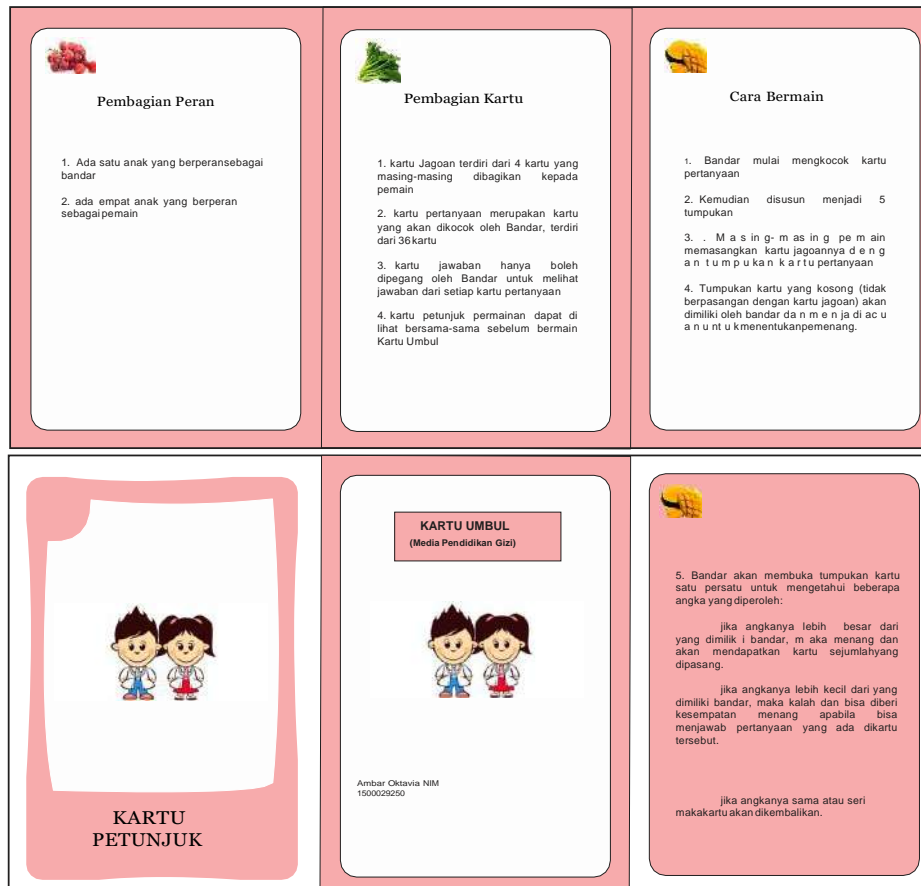 Pembagian Peran
1. Ada satu anak yang berperansebagai
bandar
2. ada empat anak yang berperan
sebagaipemain
Pembagian Kartu
1. kartu Jagoan terdiri dari 4 kartu yang
masing-masing dibagikan kepada
pemain
2. kartu pertanyaan merupakan kartu
yang akan dikocok oleh Bandar, terdiri
dari 36kartu
3. kartu jawaban hanya boleh
dipegang oleh Bandar untuk melihat
jawaban dari setiap kartu pertanyaan
4. kartu petunjuk permainan dapat di
lihat bersama-sama sebelum bermain
Kartu Umbul
Cara Bermain
1. Bandar mulai mengkocok kartu
pertanyaan
2. Kemudian disusun menjadi 5
tumpukan
3. . M a s in g- m as in g pe m ain
memasangkan kartu jagoannya d e n g
a n t u m p u k a n k a r t u pertanyaan
4. Tumpukan kartu yang kosong (tidak
berpasangan dengan kartu jagoan) akan
dimiliki oleh bandar da n m e n ja di ac u
a n u nt u kmenentukanpemenang.
KARTU
PETUNJUK
KARTU UMBUL
(Media Pendidikan Gizi)
Ambar Oktavia NIM
1500029250
5. Bandar akan membuka tumpukan kartu
satu persatu untuk mengetahui beberapa
angka yang diperoleh:
jika angkanya lebih besar dari
yang dimilik i bandar, m aka menang dan
akan mendapatkan kartu sejumlahyang
dipasang.
jika angkanya lebih kecil dari yang
dimiliki bandar, maka kalah dan bisa diberi
kesempatan menang apabila bisa
menjawab pertanyaan yang ada dikartu
tersebut.
jika angkanya sama atau seri
makakartu akan dikembalikan.